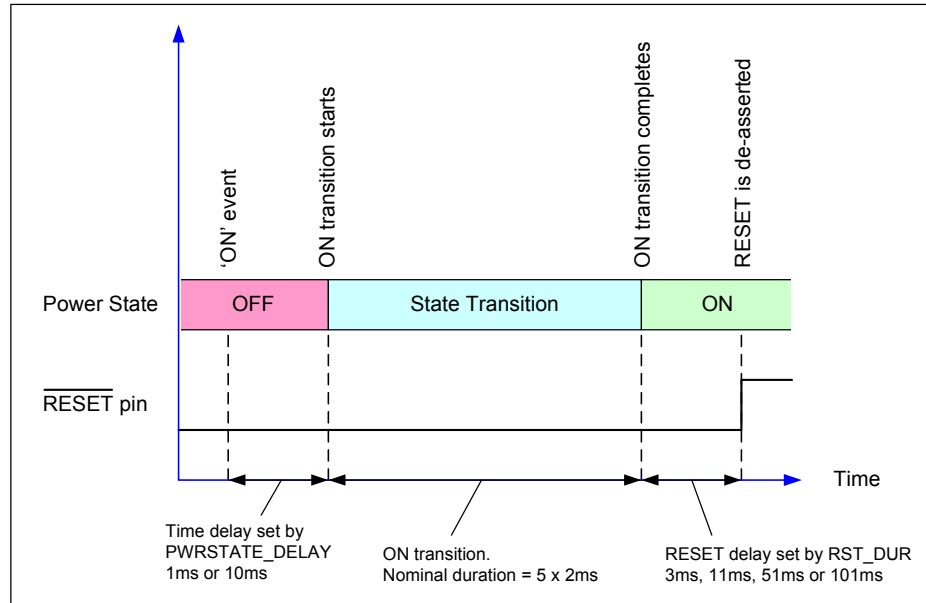 'ON' event
ON transition starts
ON transition completes
RESET is de-asserted
Power State
OFF
State Transition
ON
RESET pin
Time
Time delay set by
PWRSTATE_DELAY
1ms or 10ms
ON transition.
Nominal duration = 5 x 2ms
RESET delay set by RST_DUR
3ms, 11ms, 51ms or 101ms